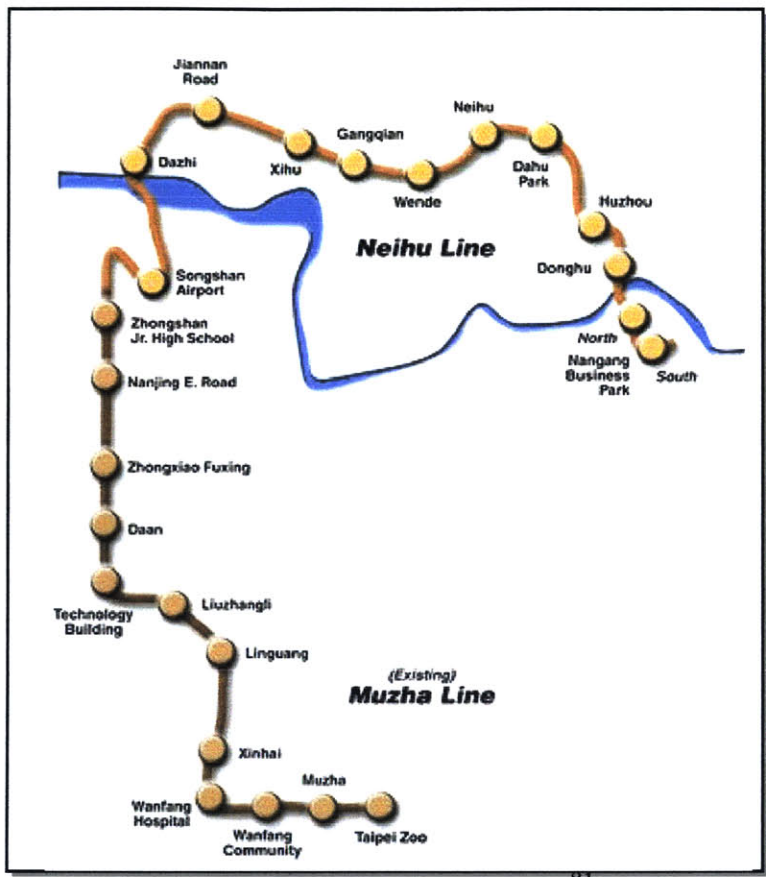 Jiannan
Road
Neihu
Gangqian
Dazhi
Xihu
Dahu
Park
Wende
Huzhou
Neihu Line
Donghu
Songshan
Airport
Zhongshan
Jr. High School
North
Nangang
Business
Park
South
Nanjing E. Road
Zhongxiao Fuxing
Daan
Technology
Building
Liuzhangli
Linguang
(Existing)
Muzha Line
Xinhai
Muzha
Wanfang
Hospital
Wanfang
Community
Taipei Zoo